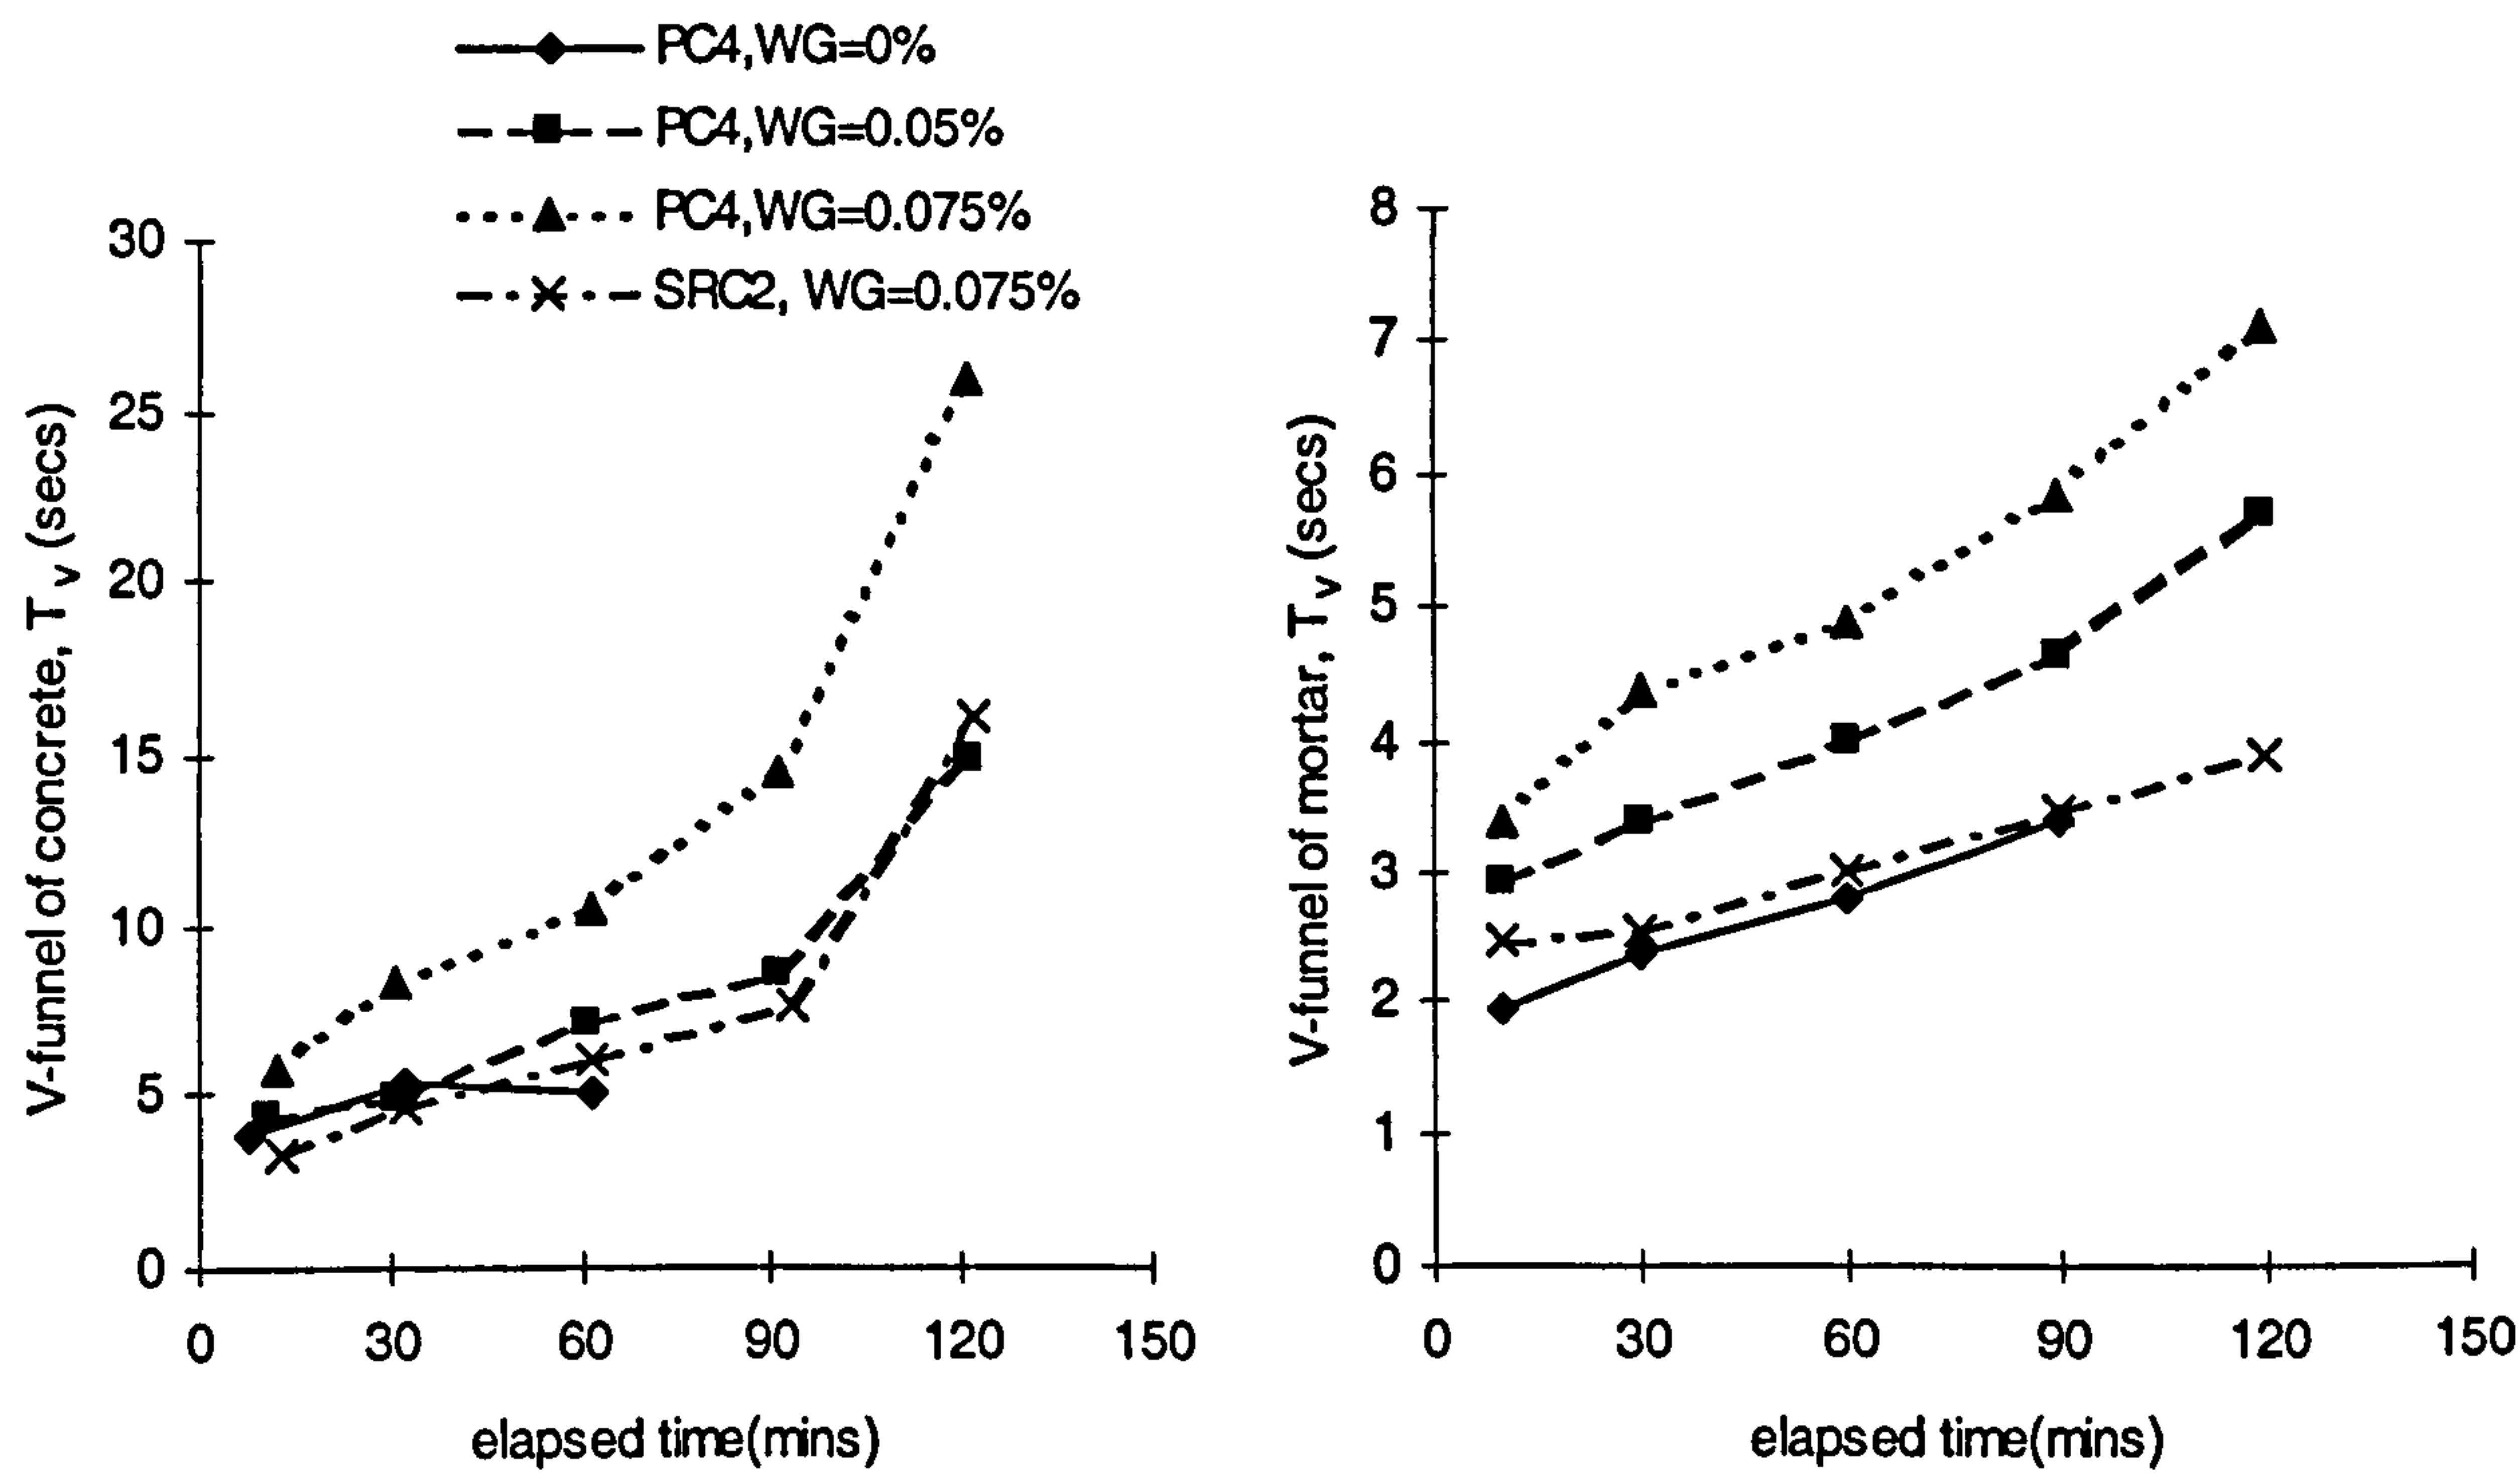 PC4,WG=0%
PC4,WG=0.05%
PC4,WG=0.075%
SRC2, WG=0.075%
V-funnel of concrete, T v (secs)
30
25
20
15
10
5
0
0 30 60 90 120 150
elapsed time(mins)
V-funnel of mortar, T v (secs)
8
7
6
5
4
3
2
1
0
0 30 60 90 120 150
elapsed time(mins)